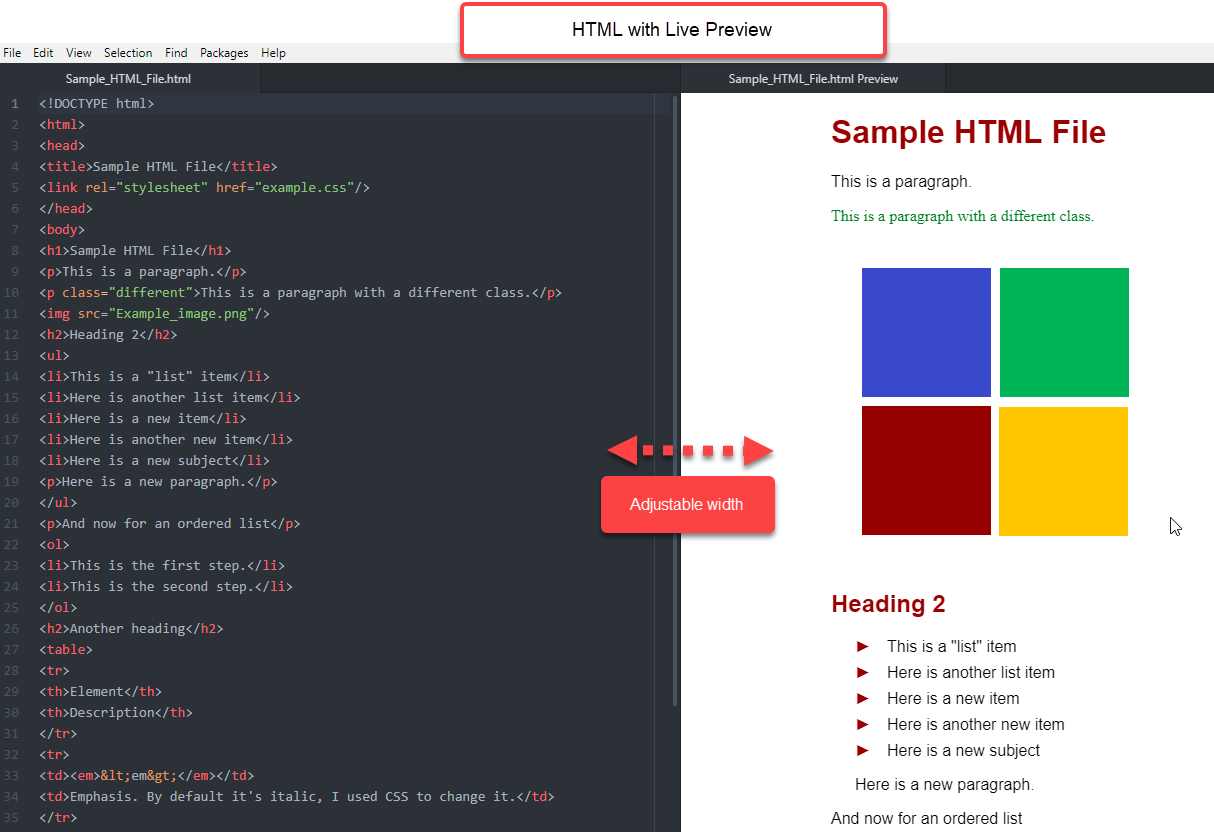 HTML with Live Preview
File Edit View Selection Find Packages Help
Sample_HTML_File.html
1 <!DOCTYPE html>
2 <html>
3 <head>
4 <title>Sample HTML File</title>
5 <link rel="stylesheet" href="example.css"/>
6 </head>
7 <body>
8 <h1>Sample HTML File</h1>
9 <p>This is a paragraph.</p>
10 <p class="different">This is a paragraph with a different class.</p>
11 <img src="Example_image.png"/>
12 <h2>Heading 2</h2>
13 <ul>
14 <li>This is a "list" item</li>
15 <li>Here is another list item</li>
16 <li>Here is a new item</li>
17 <li>Here is another new item</li>
18 <li>Here is a new subject</li>
19 <p>Here is a new paragraph.</p>
20 </ul>
21 <p>And now for an ordered list</p>
22 <ol>
23 <li>This is the first step.</li>
24 <li>This is the second step.</li>
25 </ol>
26 <h2>Another heading</h2>
27 <table>
28 <tr>
29 <th>Element</th>
30 <th>Description</th>
31 </tr>
32 <tr>
33 <td><em>&lt;em&gt;</em></td>
34 <td>Emphasis. By default it's italic, I used CSS to change it.</td>
35 </tr>
Adjustable width
Sample_HTML_File.html Preview
Sample HTML File
This is a paragraph.
This is a paragraph with a different class.
Heading 2
► This is a "list" item
► Here is another list item
► Here is a new item
► Here is another new item
► Here is a new subject
Here is a new paragraph.
And now for an ordered list